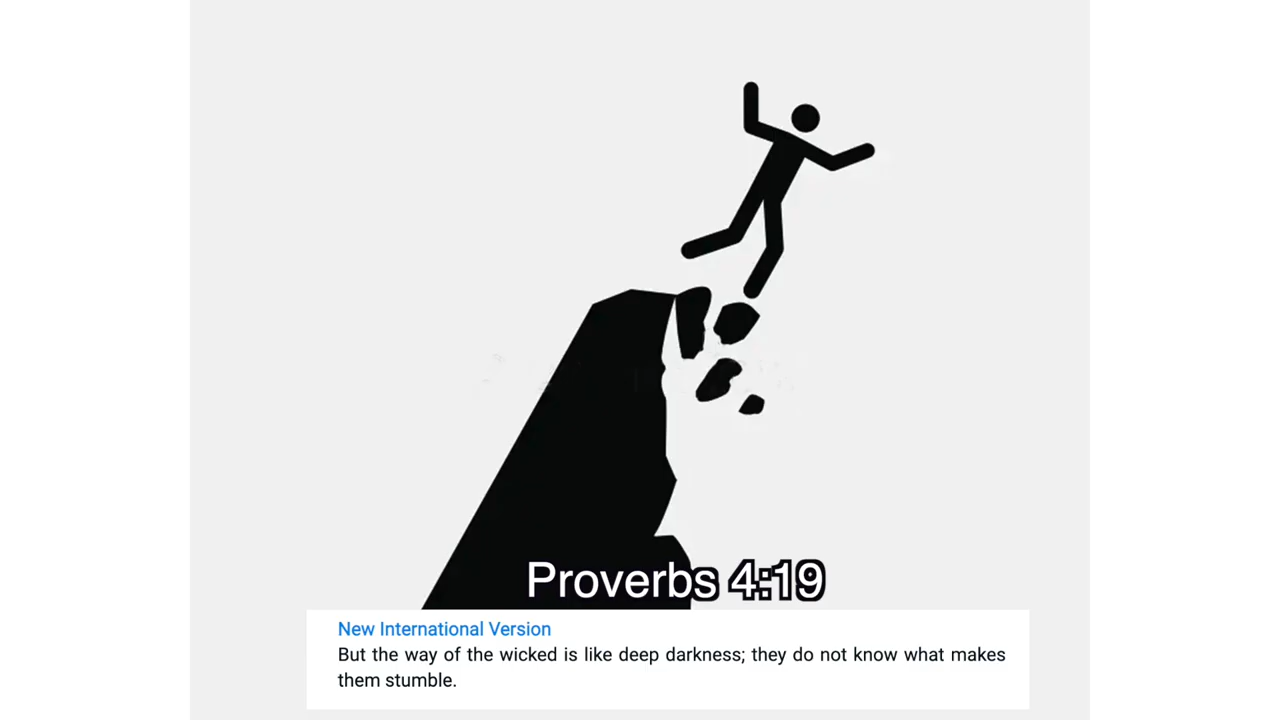 Proverbs 4:19
New International Version
But the way of the wicked is like deep darkness; they do not know what makes
them stumble.